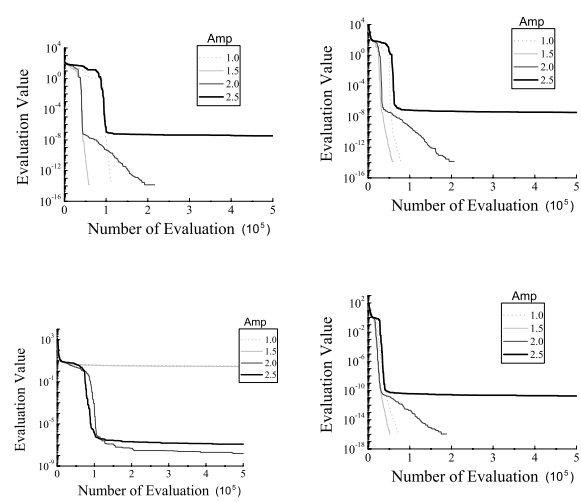 Amp
1.0
1.5
2.0
2.5
10^4
10^0
10^-4
10^-8
10^-12
10^-16
Evaluation Value
0 1 2 3 4 5
Number of Evaluation (10^5)
Amp
1.0
1.5
2.0
2.5
10^4
10^0
10^-4
10^-8
10^-12
10^-16
Evaluation Value
0 1 2 3 4 5
Number of Evaluation (10^5)
Amp
1.0
1.5
2.0
2.5
10^3
10^-1
10^-5
10^-9
Evaluation Value
0 1 2 3 4 5
Number of Evaluation (10^5)
Amp
1.0
1.5
2.0
2.5
10^2
10^-2
10^-6
10^-10
10^-14
10^-18
Evaluation Value
0 1 2 3 4 5
Number of Evaluation (10^5)